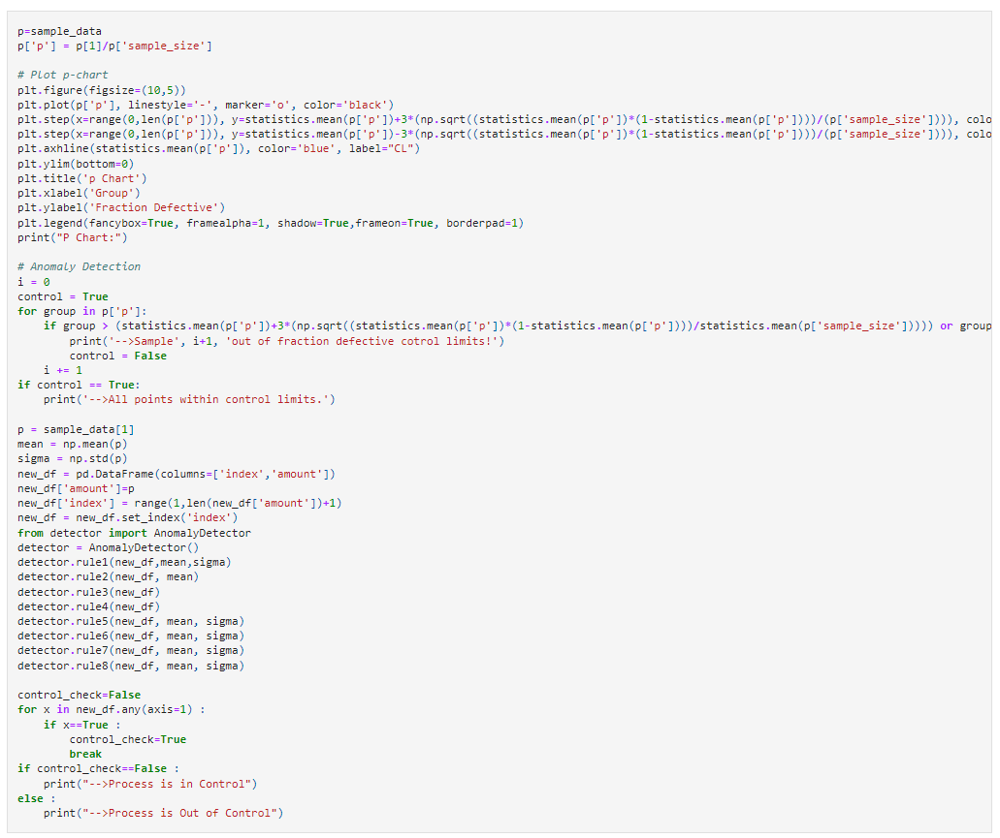 p=sample_data
p['p'] = p[1]/p['sample_size']
# Plot p-chart
plt.figure(figsize=(10,5))
plt.plot(p['p'], linestyle='-', marker='o', color='black')
plt.step(x=range(0,len(p['p'])), y=statistics.mean(p['p'])+3*(np.sqrt((statistics.mean(p['p'])*(1-statistics.mean(p['p'])))/(p['sample_size']))), colo
plt.step(x=range(0,len(p['p'])), y=statistics.mean(p['p'])-3*(np.sqrt((statistics.mean(p['p'])*(1-statistics.mean(p['p'])))/(p['sample_size']))), colo
plt.axhline(statistics.mean(p['p']), color='blue', label="CL")
plt.ylim(bottom=0)
plt.title('p Chart')
plt.xlabel('Group')
plt.ylabel('Fraction Defective')
plt.legend(fancybox=True, framealpha=1, shadow=True,frameon=True, borderpad=1)
print("P Chart:")
# Anomaly Detection
i = 0
control = True
for group in p['p']:
    if group > (statistics.mean(p['p'])+3*(np.sqrt((statistics.mean(p['p'])*(1-statistics.mean(p['p'])))/statistics.mean(p['sample_size'])))) or group
        print('-->Sample', i+1, 'out of fraction defective cotrol limits!')
        control = False
    i += 1
if control == True:
    print('-->All points within control limits.')
p = sample_data[1]
mean = np.mean(p)
sigma = np.std(p)
new_df = pd.DataFrame(columns=['index','amount'])
new_df['amount']=p
new_df['index'] = range(1,len(new_df['amount'])+1)
new_df = new_df.set_index('index')
from detector import AnomalyDetector
detector = AnomalyDetector()
detector.rule1(new_df,mean,sigma)
detector.rule2(new_df, mean)
detector.rule3(new_df)
detector.rule4(new_df)
detector.rule5(new_df, mean, sigma)
detector.rule6(new_df, mean, sigma)
detector.rule7(new_df, mean, sigma)
detector.rule8(new_df, mean, sigma)
control_check=False
for x in new_df.any(axis=1) :
    if x==True :
        control_check=True
        break
if control_check==False :
    print("-->Process is in Control")
else :
    print("-->Process is Out of Control")